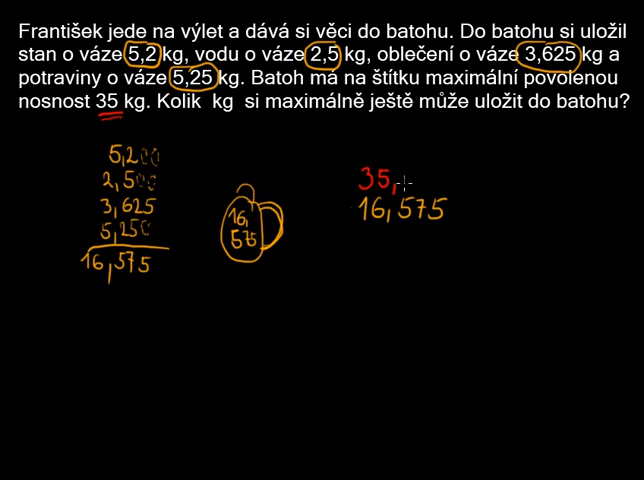 František jede na výlet a dává si věci do batohu. Do batohu si uložil
stan o váze 5,2 kg, vodu o váze 2,5 kg, oblečení o váze 3,625 kg a
potraviny o váze 5,25 kg. Batoh má na štítku maximální povolenou
nosnost 35 kg. Kolik kg si maximálně ještě může uložit do batohu?
5,200
2,500
3,625
5,250
16,575
16,
575
35,
16,575